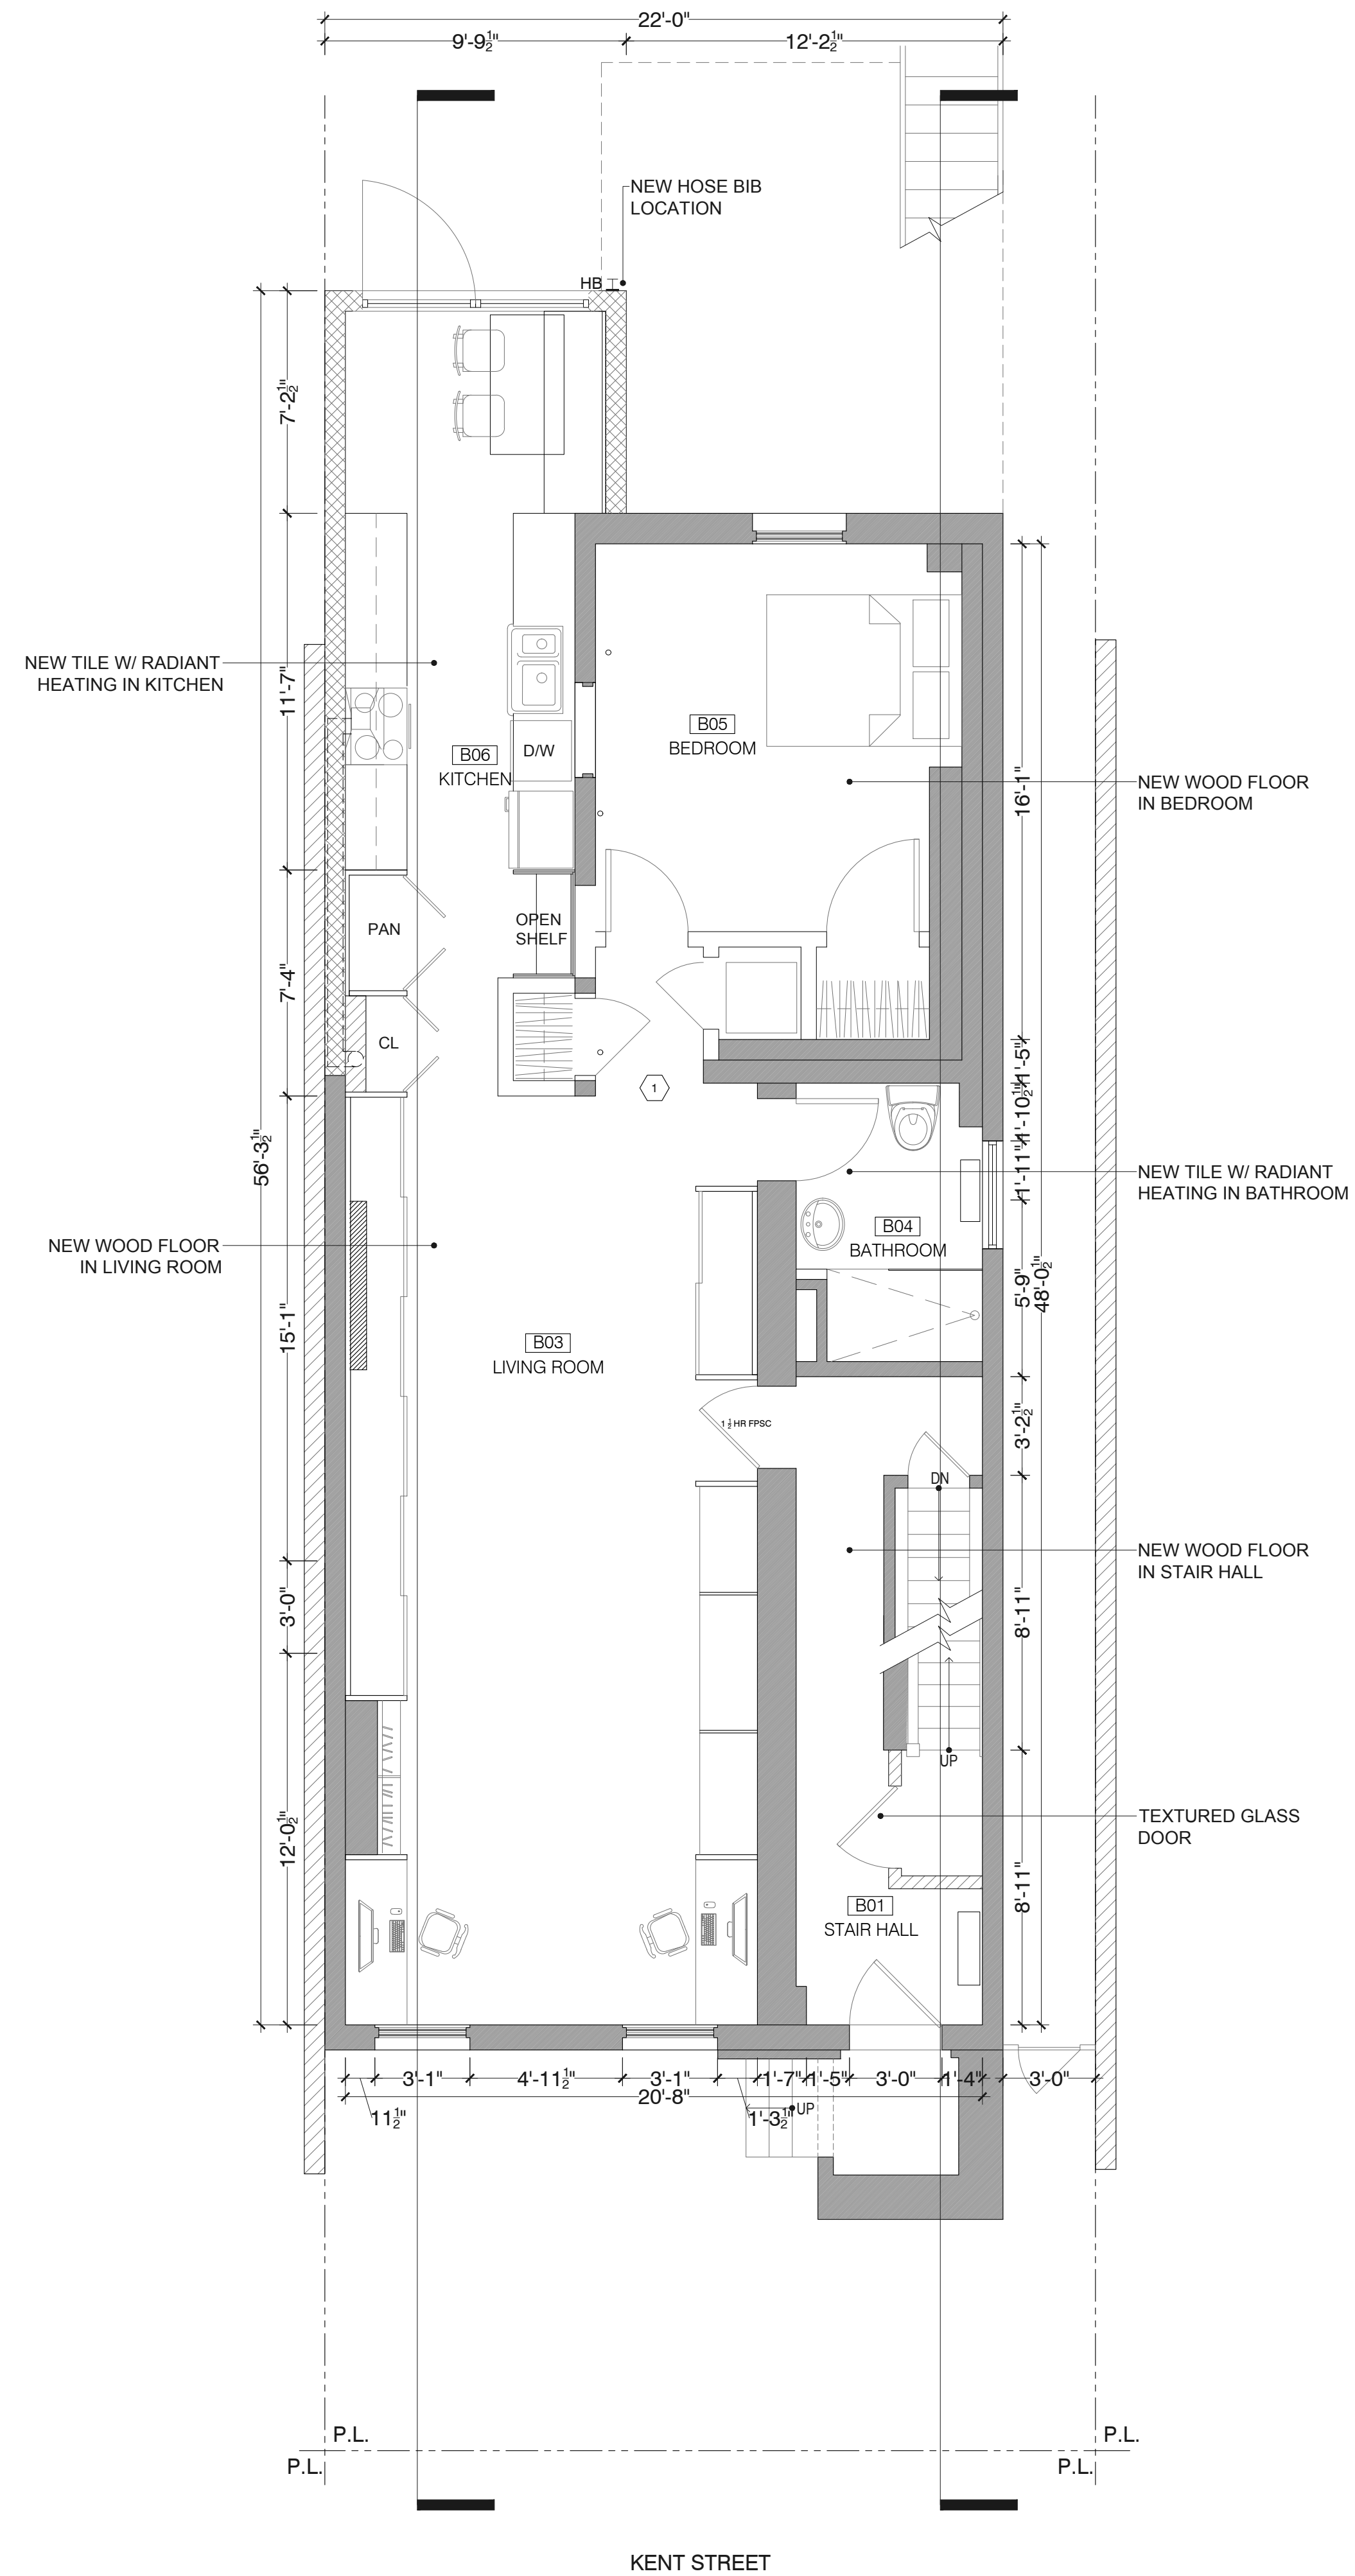 22'-0"
9'-9½"
12'-2½"
NEW HOSE BIB
LOCATION
HB
7'-2½"
NEW TILE W/ RADIANT
HEATING IN KITCHEN
11'-7"
B06
KITCHEN
D/W
B05
BEDROOM
NEW WOOD FLOOR
IN BEDROOM
16'-1"
PAN
OPEN
SHELF
7'-4"
CL
1
1'-5"
1'-10½"
1'-11"
56'-3½"
NEW TILE W/ RADIANT
HEATING IN BATHROOM
B04
BATHROOM
NEW WOOD FLOOR
IN LIVING ROOM
5'-9"
48'-0½"
15'-1"
B03
LIVING ROOM
1 ½ HR FPSC
3'-2½"
DN
NEW WOOD FLOOR
IN STAIR HALL
3'-0"
8'-11"
UP
TEXTURED GLASS
DOOR
12'-0½"
8'-11"
B01
STAIR HALL
3'-1"
4'-11½"
3'-1"
1'-7"
1'-5"
3'-0"
1'-4"
3'-0"
20'-8"
11½"
1'-3½"
UP
P.L.
P.L.
P.L.
P.L.
KENT STREET